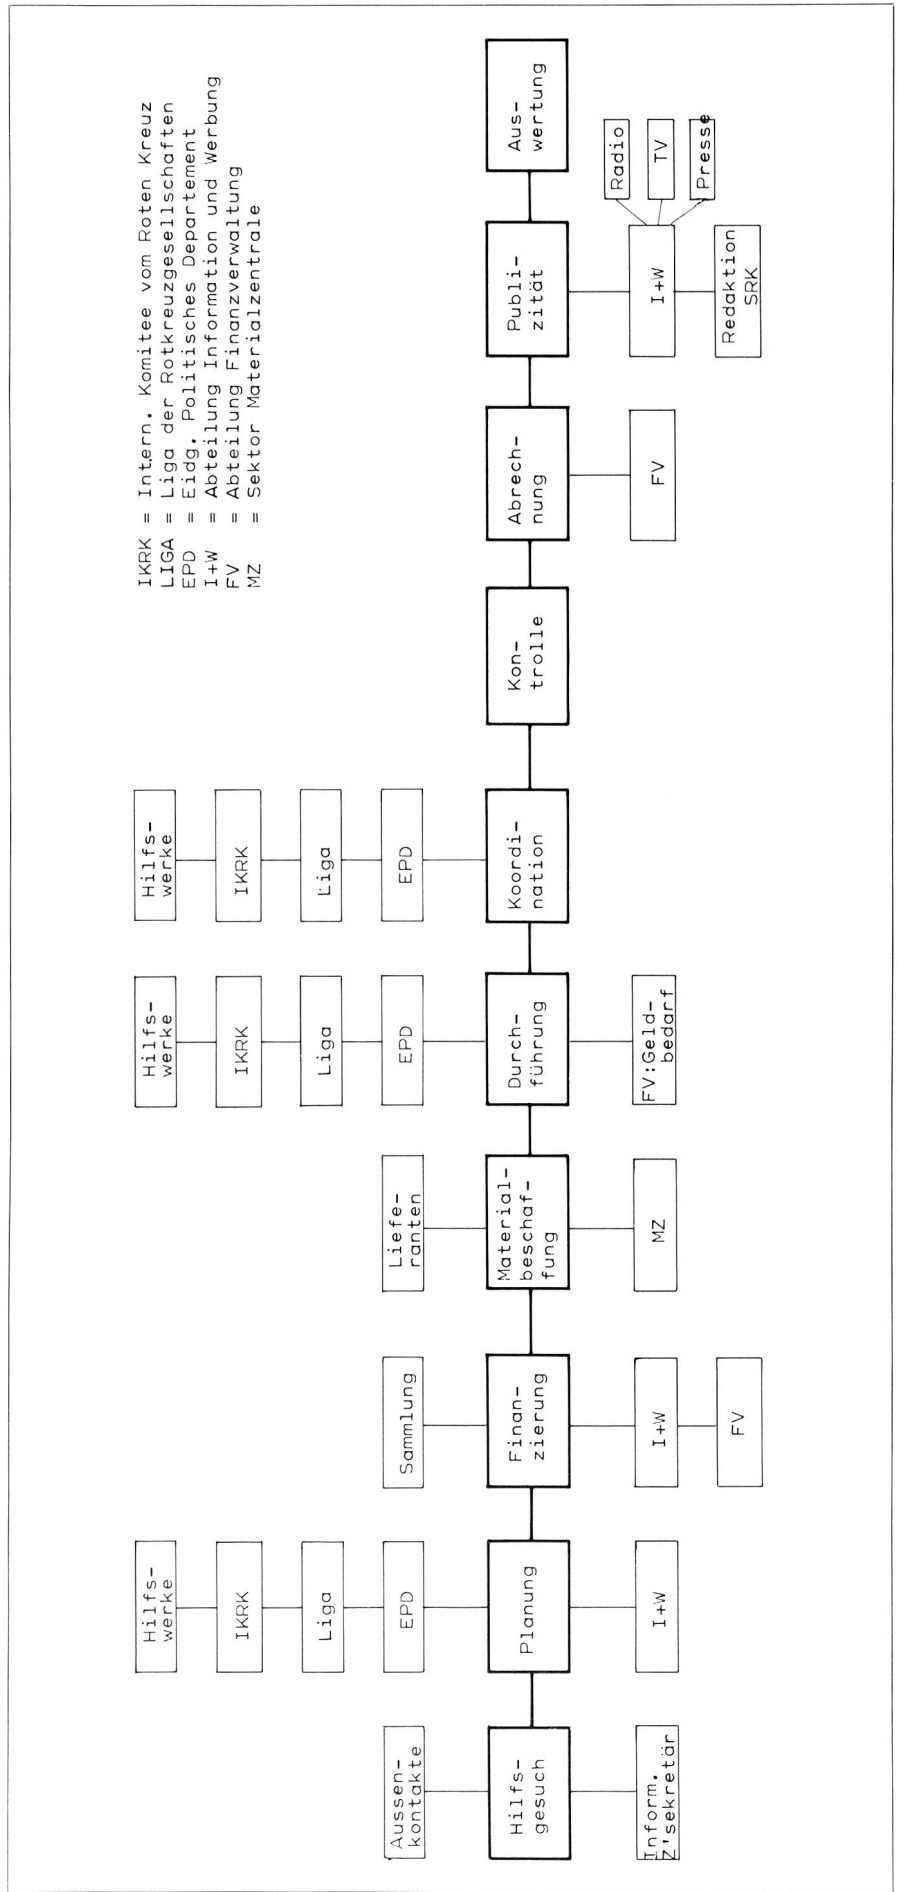 IKRK = Intern. Komitee vom Roten Kreuz
LIGA = Liga der Rotkreuzgesellschaften
EPD = Eidg. Politisches Departement
I+W = Abteilung Information und Werbung
FV = Abteilung Finanzverwaltung
MZ = Sektor Materialzentrale
Hilfs-
werke
IKRK
Liga
EPD
Hilfs-
werke
IKRK
Liga
EPD
Hilfs-
werke
IKRK
Liga
EPD
Aussen-
kontakte
Sammlung
Liefe-
ranten
Hilfs-
gesuch
Planung
Finan-
zierung
Material-
beschaf-
fung
Durch-
führung
Koordi-
nation
Kon-
trolle
Abrech-
nung
Publi-
zität
Aus-
wertung
Inform.
Z'sekretär
I+W
I+W
FV
MZ
FV:Geld-
bedarf
FV
I+W
Radio
TV
Presse
Redaktion
SRK